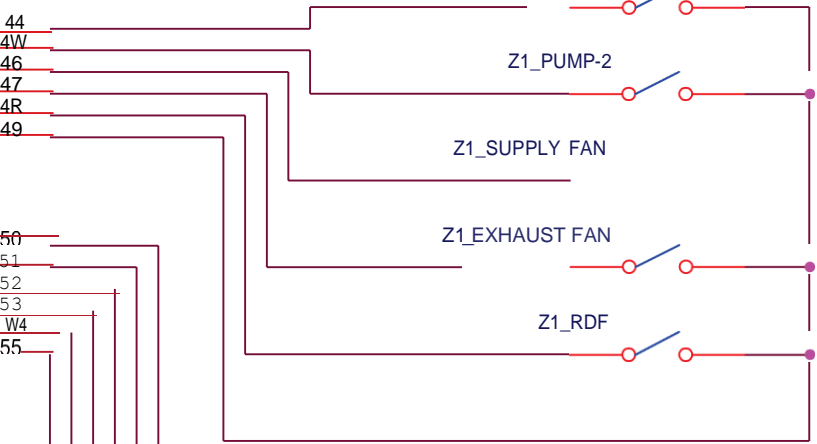 44
4W
Z1_PUMP-2
46
47
4R
49
Z1_SUPPLY FAN
Z1_EXHAUST FAN
50
51
52
53
Z1_RDF
W4
55